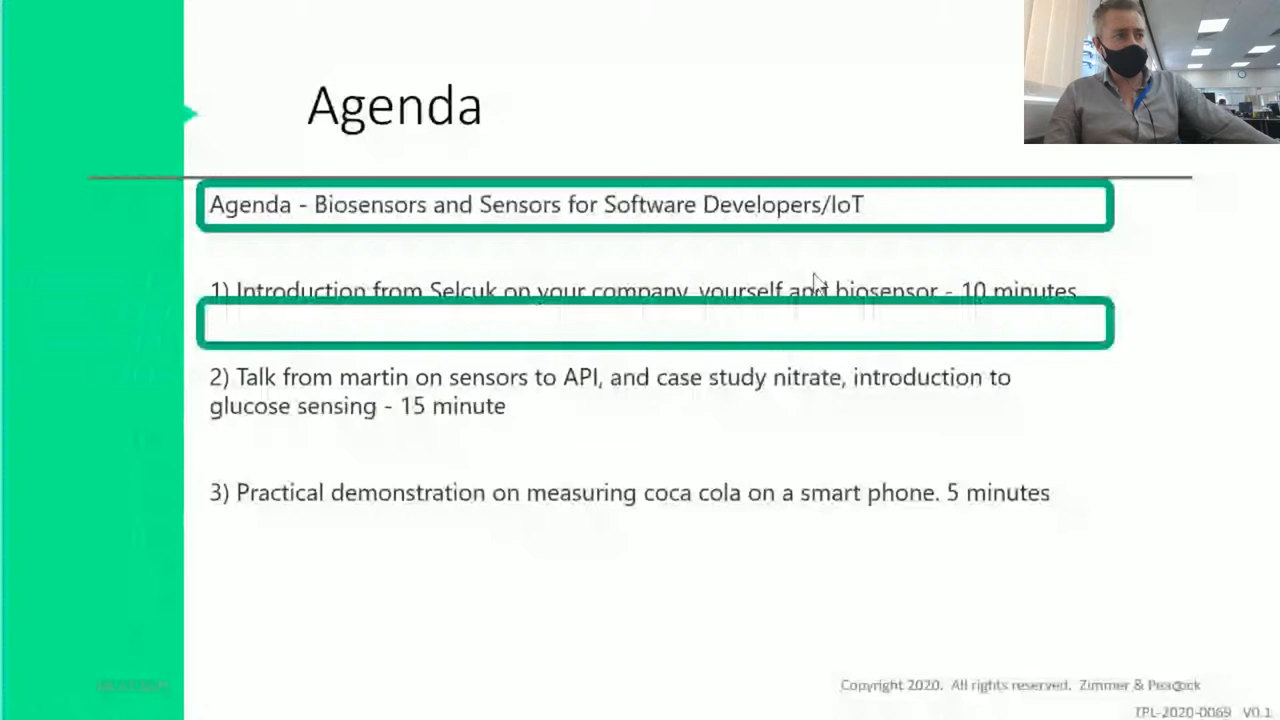 Agenda
Agenda - Biosensors and Sensors for Software Developers/IoT
1) Introduction from Selcuk on your company, yourself and biosensor - 10 minutes
2) Talk from martin on sensors to API, and case study nitrate, introduction to
glucose sensing - 15 minute
3) Practical demonstration on measuring coca cola on a smart phone. 5 minutes
Copyright 2020. All rights reserved. Zimmer & Peacock
TPL-2020-0069 V0.1